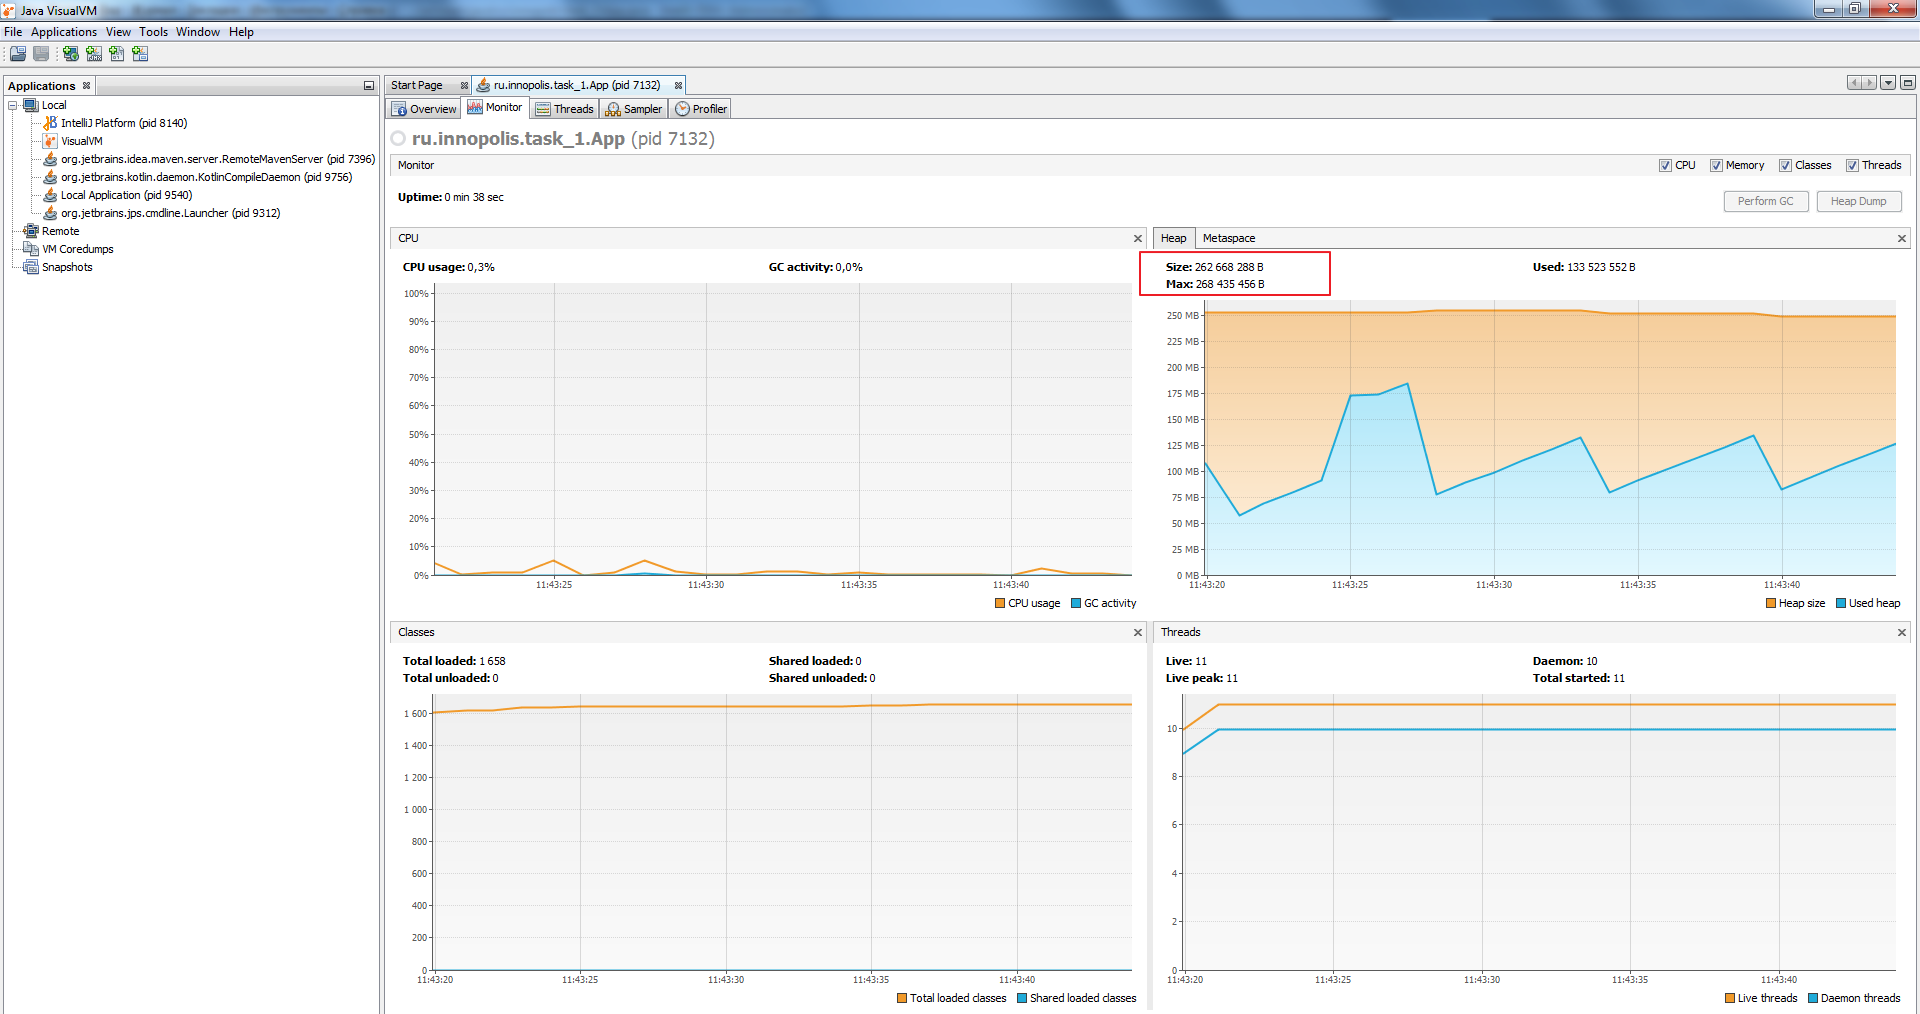 Java VisualVM
File Applications View Tools Window Help
Applications
Local
IntelliJ Platform (pid 8140)
VisualVM
org.jetbrains.idea.maven.server.RemoteMavenServer (pid 7396)
org.jetbrains.kotlin.daemon.KotlinCompileDaemon (pid 9756)
Local Application (pid 9540)
org.jetbrains.jps.cmdline.Launcher (pid 9312)
Remote
VM Coredumps
Snapshots
Start Page ru.innopolis.task_1.App (pid 7132)
Overview Monitor Threads Sampler Profiler
ru.innopolis.task_1.App (pid 7132)
Monitor CPU Memory Classes Threads
Uptime: 0 min 38 sec
Perform GC Heap Dump
CPU
CPU usage: 0,3% GC activity: 0,0%
100%
90%
80%
70%
60%
50%
40%
30%
20%
10%
0%
11:43:25 11:43:30 11:43:35 11:43:40
CPU usage GC activity
Heap Metaspace
Size: 262 668 288 B Used: 133 523 552 B
Max: 268 435 456 B
250 MB
225 MB
200 MB
175 MB
150 MB
125 MB
100 MB
75 MB
50 MB
25 MB
0 MB
11:43:20 11:43:25 11:43:30 11:43:35 11:43:40
Heap size Used heap
Classes
Total loaded: 1 658 Shared loaded: 0
Total unloaded: 0 Shared unloaded: 0
1 600
1 400
1 200
1 000
800
600
400
200
0
11:43:20 11:43:25 11:43:30 11:43:35 11:43:40
Total loaded classes Shared loaded classes
Threads
Live: 11 Daemon: 10
Live peak: 11 Total started: 11
10
8
6
4
2
0
11:43:20 11:43:25 11:43:30 11:43:35 11:43:40
Live threads Daemon threads